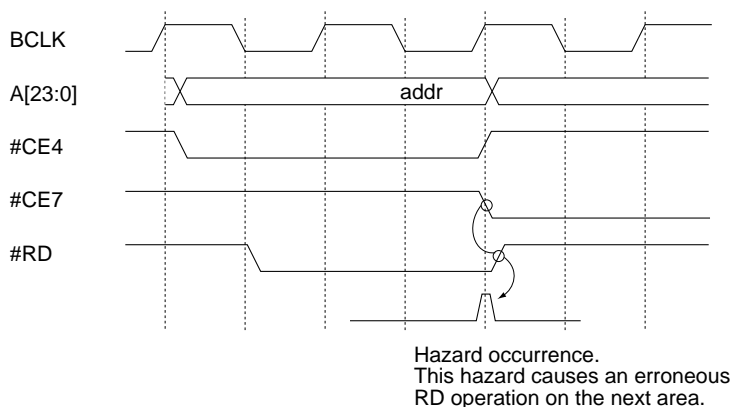 BCLK
A[23:0]
addr
#CE4
#CE7
#RD
Hazard occurrence.
This hazard causes an erroneous
RD operation on the next area.